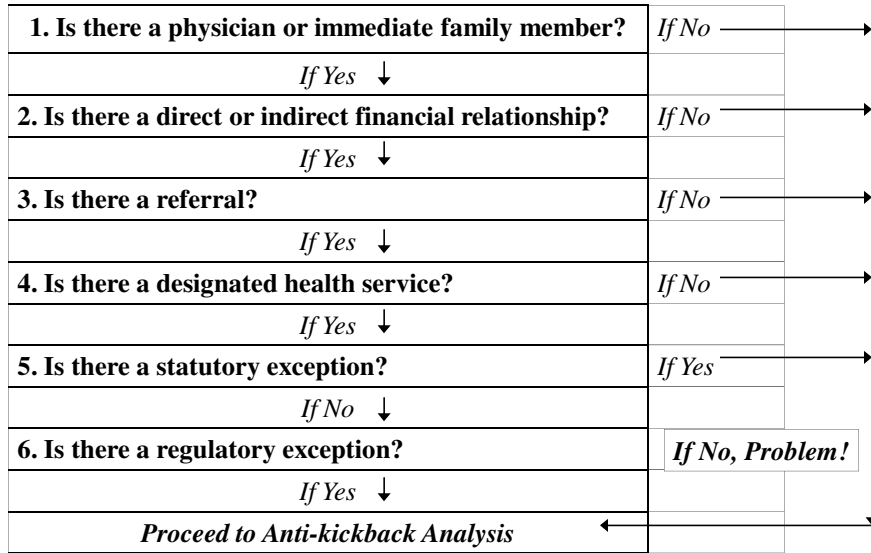 1. Is there a physician or immediate family member? If No
If Yes
2. Is there a direct or indirect financial relationship? If No
If Yes
3. Is there a referral? If No
If Yes
4. Is there a designated health service? If No
If Yes
5. Is there a statutory exception? If Yes
If No
6. Is there a regulatory exception? If No, Problem!
If Yes
Proceed to Anti-kickback Analysis